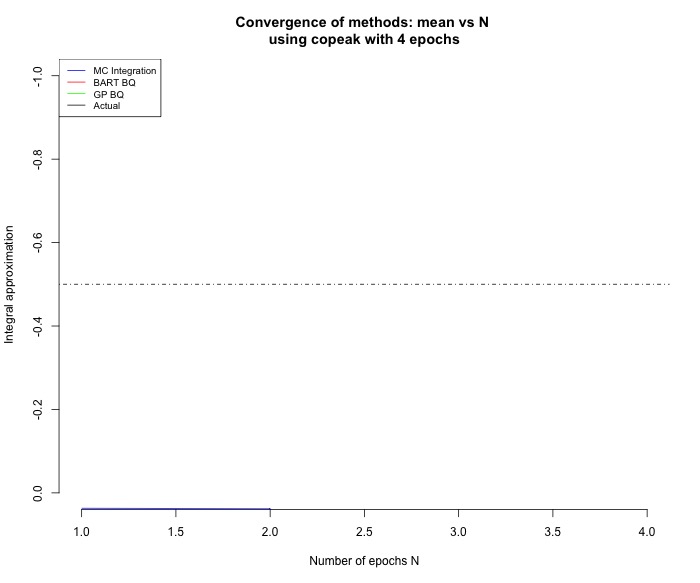 Convergence of methods: mean vs N
using copeak with 4 epochs
MC Integration
BART BQ
GP BQ
Actual
-1.0
-0.8
-0.6
-0.4
-0.2
0.0
Integral approximation
1.0 1.5 2.0 2.5 3.0 3.5 4.0
Number of epochs N